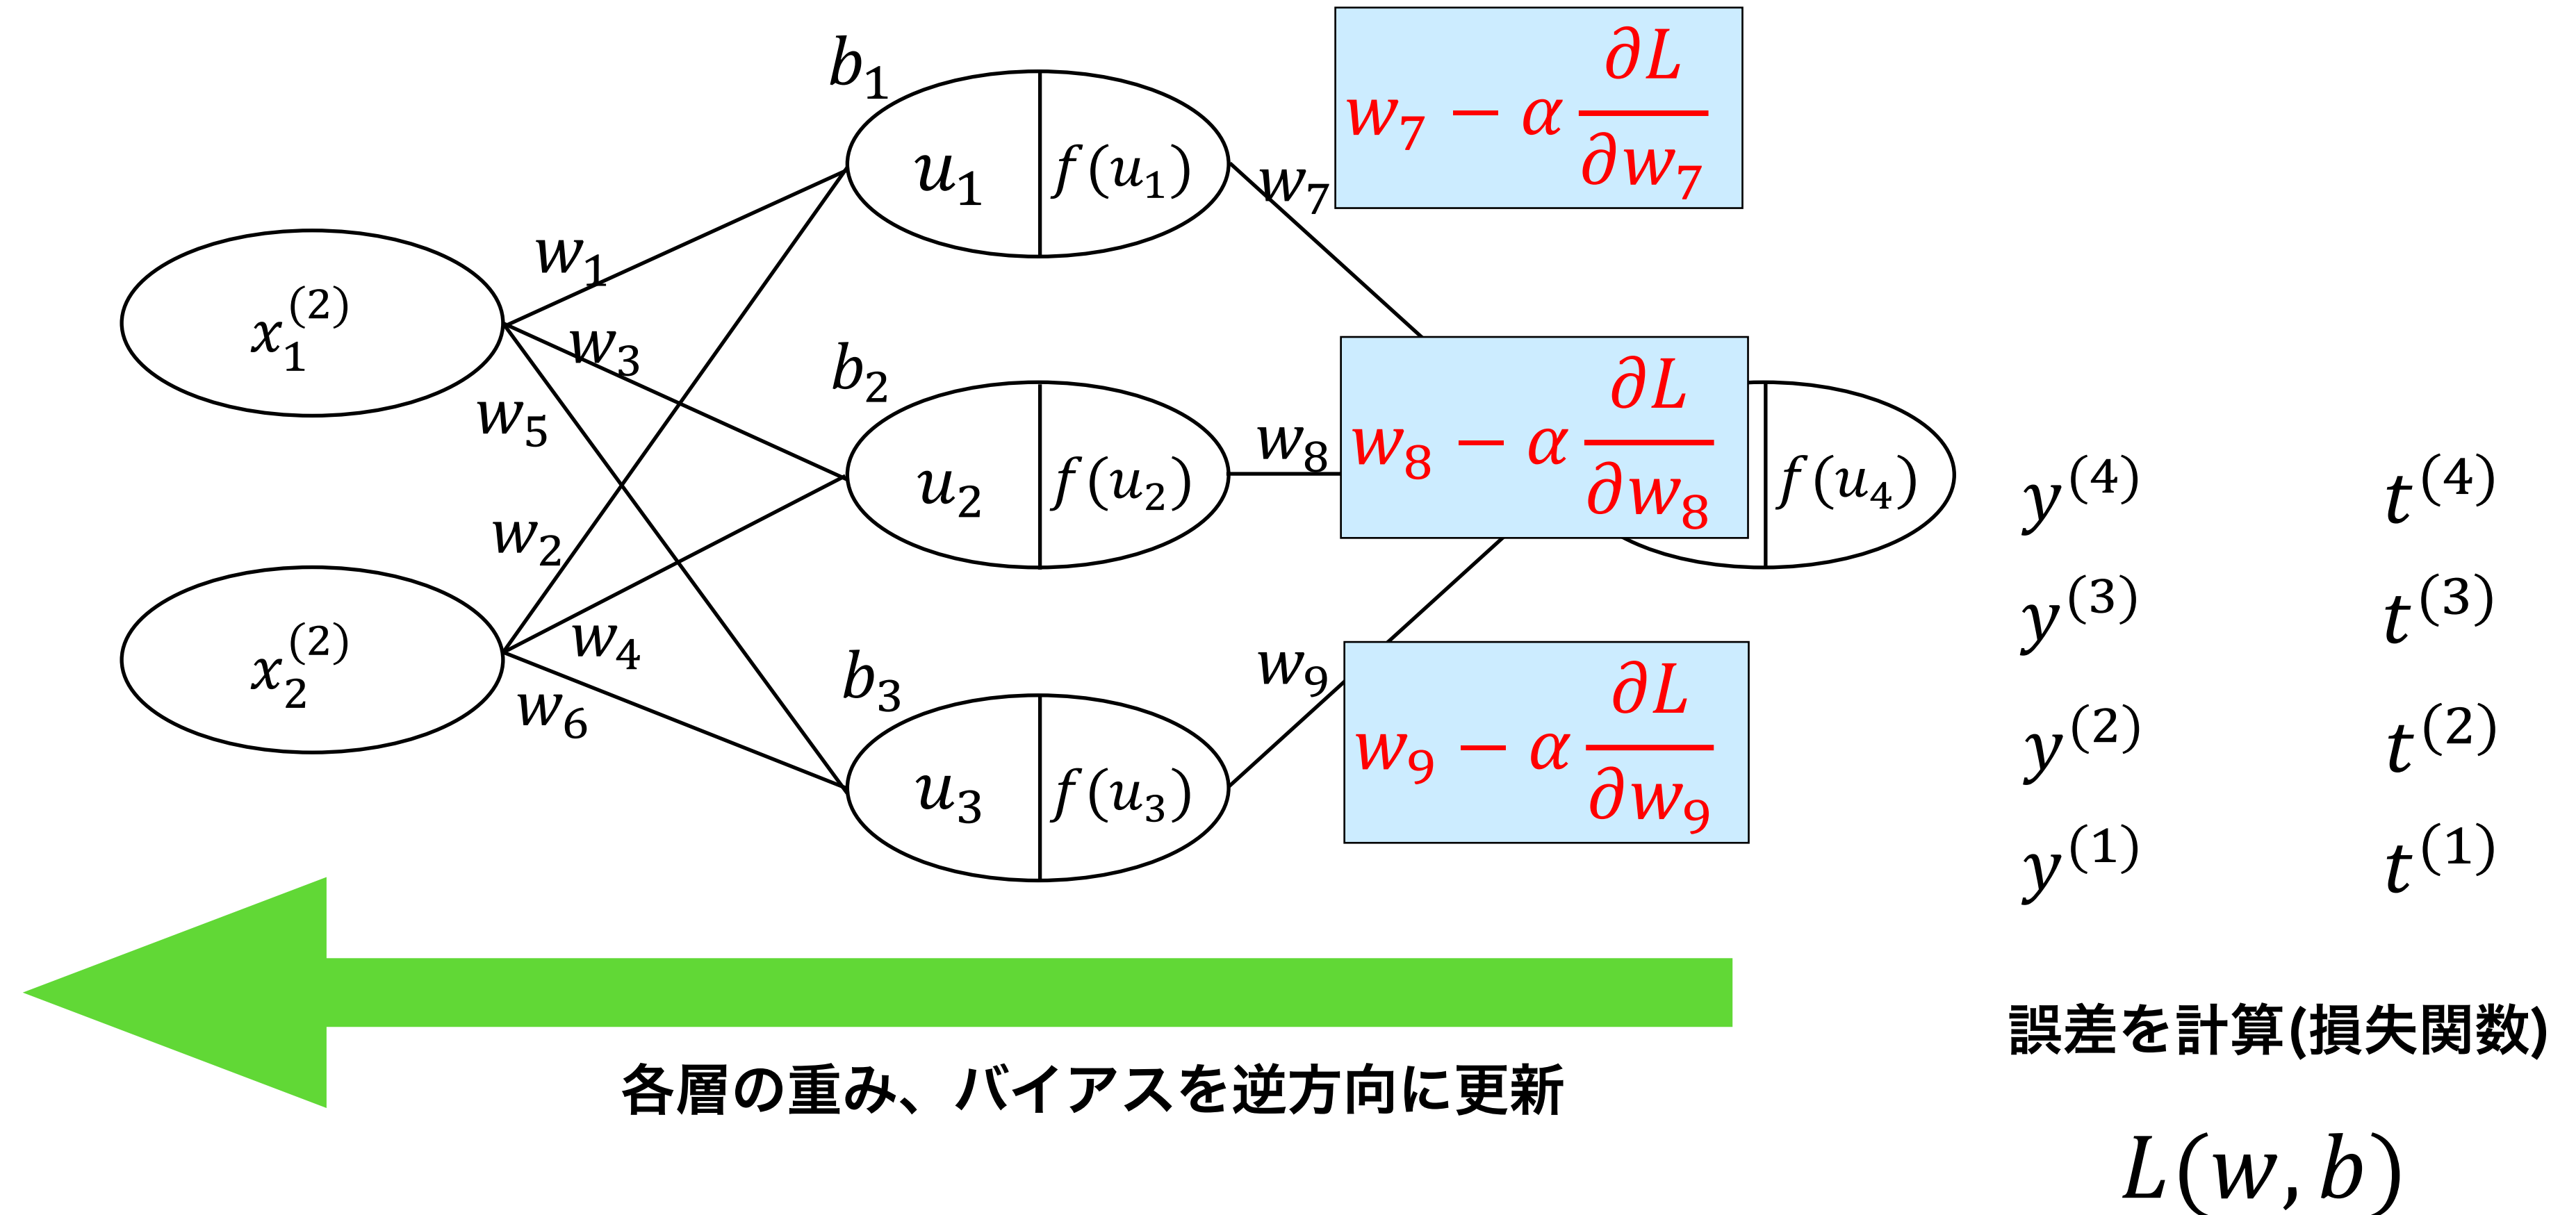 b₁
u₁ f(u₁)
w₇
w₇ − α ∂L/∂w₇
x₁⁽²⁾
w₁
w₃
w₅
b₂
u₂ f(u₂)
w₈
w₈ − α ∂L/∂w₈
f(u₄)
x₂⁽²⁾
w₂
w₄
w₆
b₃
u₃ f(u₃)
w₉
w₉ − α ∂L/∂w₉
y⁽⁴⁾ t⁽⁴⁾
y⁽³⁾ t⁽³⁾
y⁽²⁾ t⁽²⁾
y⁽¹⁾ t⁽¹⁾
各層の重み、バイアスを逆方向に更新
誤差を計算(損失関数)
L(w, b)